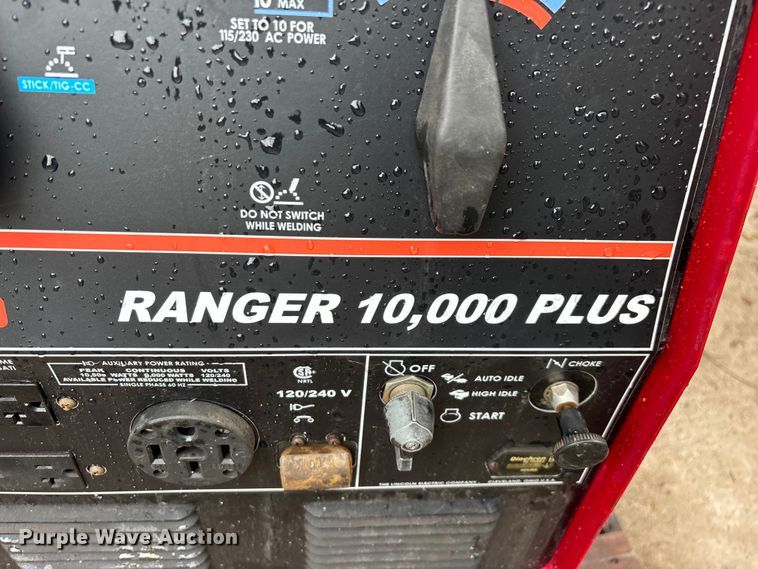 10
MAX
SET TO 10 FOR
115/230 AC POWER
STICK/TIG-CC
DO NOT SWITCH
WHILE WELDING
RANGER 10,000 PLUS
AUXILIARY POWER RATING
PEAK CONTINUOUS VOLTS
WATTS 9,000 WATTS 120/240
AVAILABLE POWER REDUCED WHILE WELDING
SINGLE PHASE 60 HZ
NRTL
120/240 V
OFF
AUTO IDLE
HIGH IDLE
START
CHOKE
THE LINCOLN ELECTRIC COMPANY CLEVELAND, OHIO U.S.A.
Purple Wave Auction